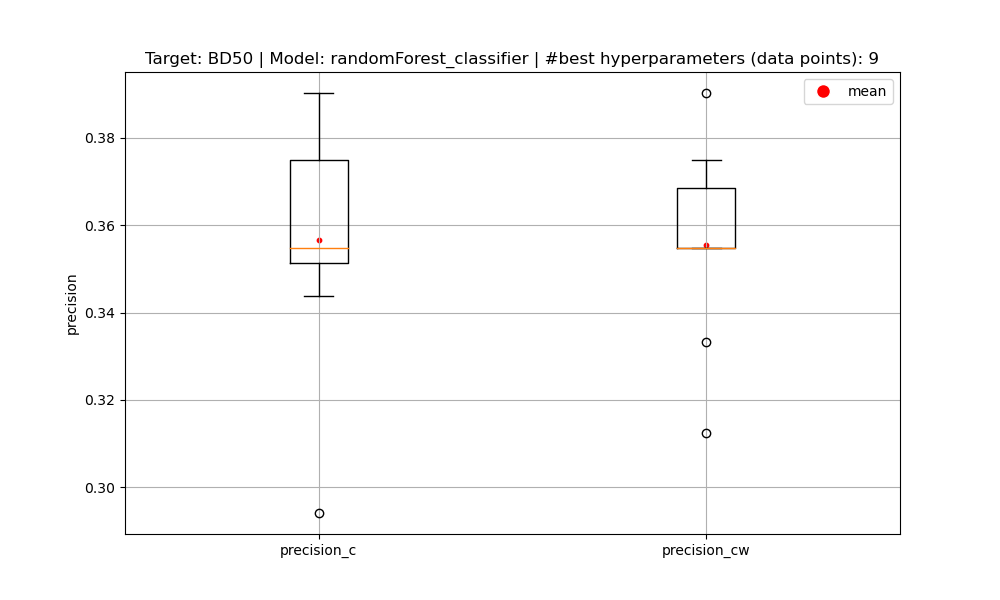 Target: BD50 | Model: randomForest_classifier | #best hyperparameters (data points): 9
mean
0.38
0.36
0.34
0.32
0.30
precision
precision_c
precision_cw